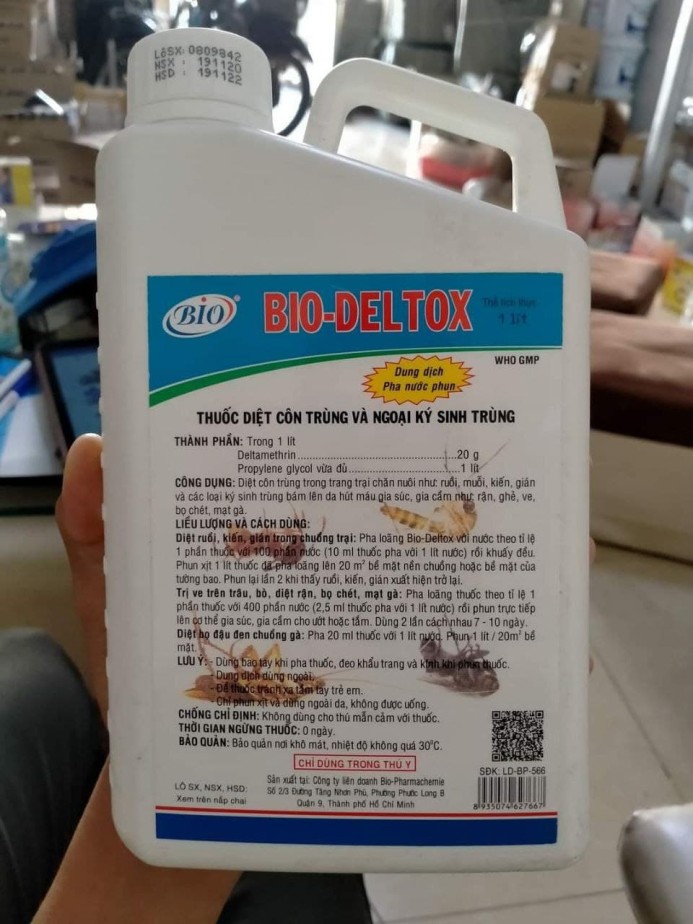 LôSX: 0809842
HSX : 191120
HSD : 191122
BIO
BIO-DELTOX
Thể tích thực
1 lít
WHO GMP
Dung dịch
Pha nước phun
THUỐC DIỆT CÔN TRÙNG VÀ NGOẠI KÝ SINH TRÙNG
THÀNH PHẦN: Trong 1 lít
Deltamethrin..............................20 g
Propylene glycol vừa đủ..............................1 lít
CÔNG DỤNG: Diệt côn trùng trong trang trại chăn nuôi như: ruồi, muỗi, kiến, gián
và các loại ký sinh trùng bám lên da hút máu gia súc, gia cầm như: rận, ghẻ, ve,
bọ chét, mạt gà.
LIỀU LƯỢNG VÀ CÁCH DÙNG:
Diệt ruồi, kiến, gián trong chuồng trại: Pha loãng Bio-Deltox với nước theo tỉ lệ
1 phần thuốc với 100 phần nước (10 ml thuốc pha với 1 lít nước) rồi khuấy đều.
Phun xịt 1 lít thuốc đã pha loãng lên 20 m² bề mặt nền chuồng hoặc bề mặt của
tường bao. Phun lại lần 2 khi thấy ruồi, kiến, gián xuất hiện trở lại.
Trị ve trên trâu, bò, diệt rận, bọ chét, mạt gà: Pha loãng thuốc theo tỉ lệ 1
phần thuốc với 400 phần nước (2,5 ml thuốc pha với 1 lít nước) rồi phun trực tiếp
lên cơ thể gia súc, gia cầm cho ướt hoặc tắm. Dùng 2 lần cách nhau 7 - 10 ngày.
Diệt bọ đậu đen chuồng gà: Pha 20 ml thuốc với 1 lít nước. Phun 1 lít / 20m² bề
mặt.
LƯU Ý: - Dùng bao tay khi pha thuốc, đeo khẩu trang và kính khi phun thuốc.
- Dung dịch dùng ngoài.
- Để thuốc tránh xa tầm tay trẻ em.
- Chỉ phun xịt và dùng ngoài da, không được uống.
CHỐNG CHỈ ĐỊNH: Không dùng cho thú mẫn cảm với thuốc.
THỜI GIAN NGỪNG THUỐC: 0 ngày.
BẢO QUẢN: Bảo quản nơi khô mát, nhiệt độ không quá 30°C.
CHỈ DÙNG TRONG THÚ Y
SĐK: LD-BP-566
LÔ SX, NSX, HSD:
Xem trên nắp chai
Sản xuất tại: Công ty liên doanh Bio-Pharmachemie
Số 2/3 Đường Tăng Nhơn Phú, Phường Phước Long B
Quận 9, Thành phố Hồ Chí Minh
8 935074 627667